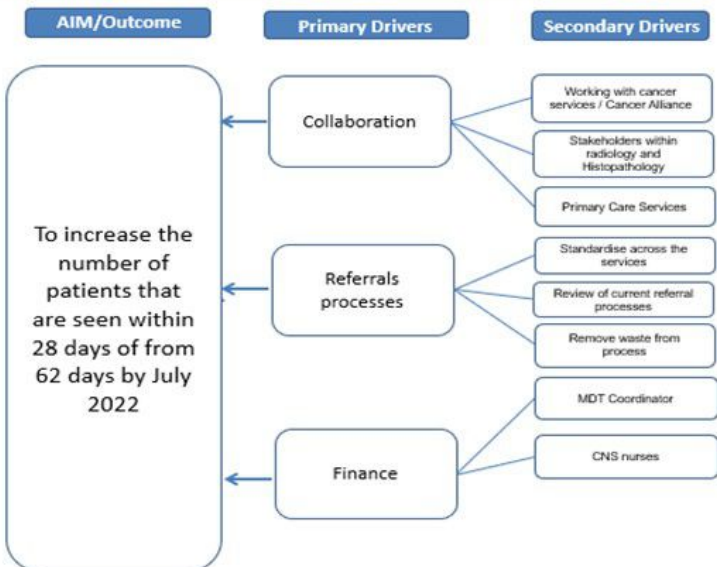 AIM/Outcome
Primary Drivers
Secondary Drivers
To increase the
number of
patients that
are seen within
28 days of from
62 days by July
2022
Collaboration
Working with cancer
services / Cancer Alliance
Stakeholders within
radiology and
Histopathology
Primary Care Services
Referrals
processes
Standardise across the
services
Review of current referral
processes
Remove waste from
process
Finance
MDT Coordinator
CNS nurses